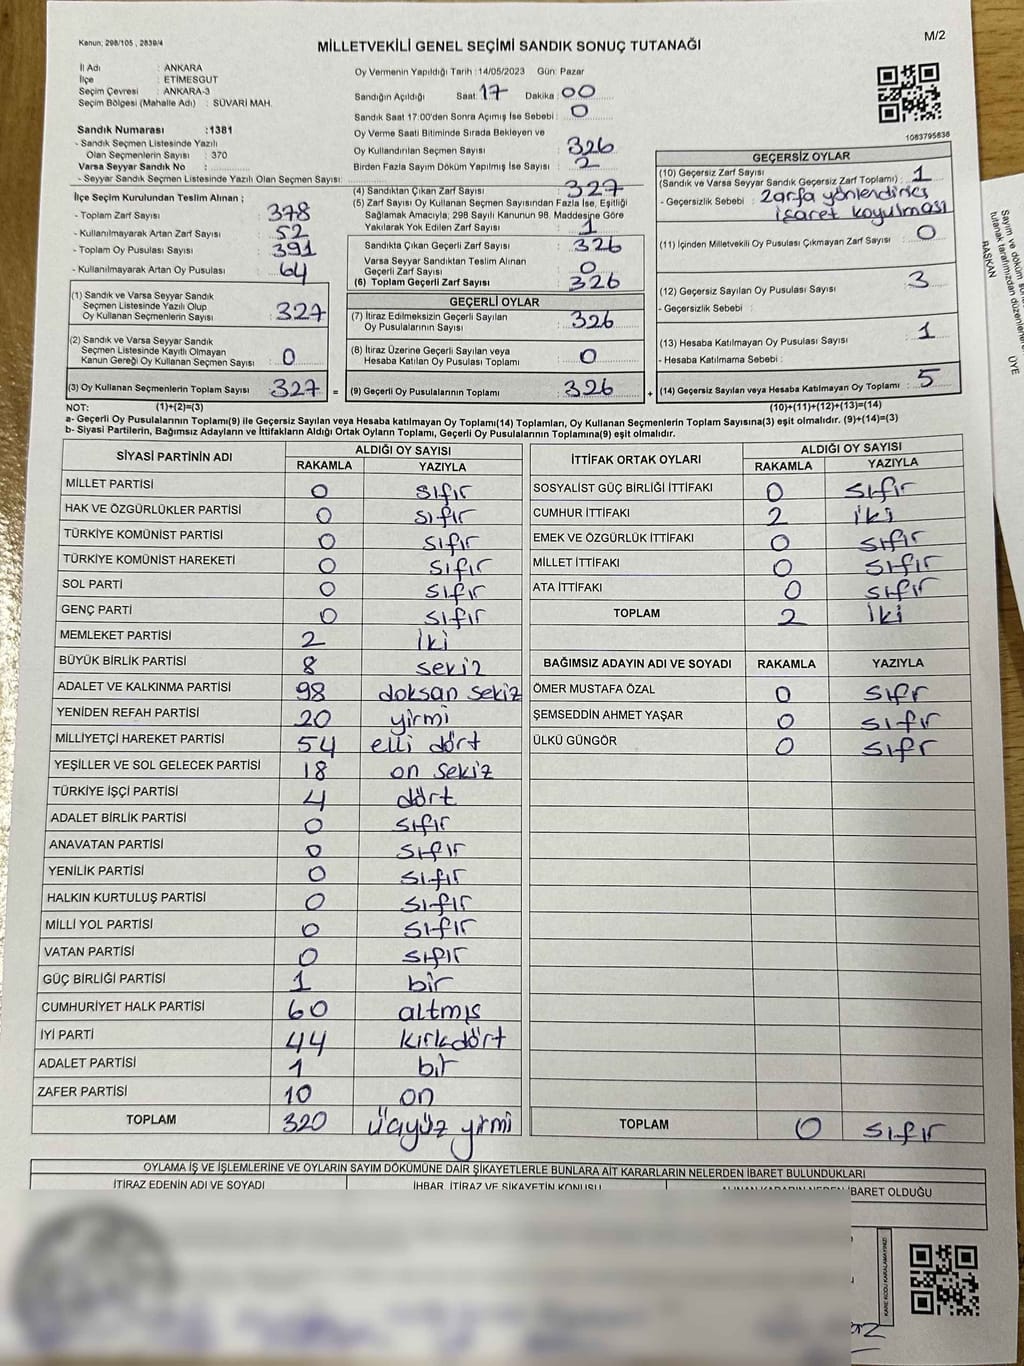 Kanun; 298/105 , 2839/4
MİLLETVEKİLİ GENEL SEÇİMİ SANDIK SONUÇ TUTANAĞI
M/2
İl Adı : ANKARA
İlçe : ETİMESGUT
Seçim Çevresi : ANKARA-3
Seçim Bölgesi (Mahalle Adı) : SÜVARİ MAH.
Sandık Numarası :1381
- Sandık Seçmen Listesinde Yazılı
Olan Seçmenlerin Sayısı : 370
Varsa Seyyar Sandık No :
- Seyyar Sandık Seçmen Listesinde Yazılı Olan Seçmen Sayısı:
Oy Vermenin Yapıldığı Tarih : 14/05/2023 Gün: Pazar
Sandığın Açıldığı Saat: 17 Dakika : 00
Sandık Saat 17:00'den Sonra Açımış İse Sebebi : 0
Oy Verme Saati Bitiminde Sırada Bekleyen ve
Oy Kullandırılan Seçmen Sayısı : 326
Birden Fazla Sayım Döküm Yapılmış İse Sayısı : 2
1063795636
İlçe Seçim Kurulundan Teslim Alınan ;
- Toplam Zarf Sayısı : 378
- Kullanılmayarak Artan Zarf Sayısı : 52
- Toplam Oy Pusulası Sayısı : 391
- Kullanılmayarak Artan Oy Pusulası : 64
(1) Sandık ve Varsa Seyyar Sandık
Seçmen Listesinde Yazılı Olup
Oy Kullanan Seçmenlerin Sayısı : 327
(2) Sandık ve Varsa Seyyar Sandık
Seçmen Listesinde Kayıtlı Olmayan
Kanun Gereği Oy Kullanan Seçmen Sayısı : 0
(3) Oy Kullanan Seçmenlerin Toplam Sayısı : 327 =
(4) Sandıktan Çıkan Zarf Sayısı : 327
(5) Zarf Sayısı Oy Kullanan Seçmen Sayısından Fazla İse, Eşitliği
Sağlamak Amacıyla; 298 Sayılı Kanunun 98. Maddesine Göre
Yakılarak Yok Edilen Zarf Sayısı : 1
Sandıkta Çıkan Geçerli Zarf Sayısı : 326
Varsa Seyyar Sandıktan Teslim Alınan
Geçerli Zarf Sayısı : 0
(6) Toplam Geçerli Zarf Sayısı : 326
GEÇERLİ OYLAR
(7) İtiraz Edilmeksizin Geçerli Sayılan
Oy Pusulalarının Sayısı : 326
(8) İtiraz Üzerine Geçerli Sayılan veya
Hesaba Katılan Oy Pusulası Toplamı : 0
(9) Geçerli Oy Pusulalarının Toplamı : 326 +
GEÇERSİZ OYLAR
(10) Geçersiz Zarf Sayısı
(Sandık ve Varsa Seyyar Sandık Geçersiz Zarf Toplamı) : 1
- Geçersizlik Sebebi : zarfa yönlendirici
işaret koyulması
(11) İçinden Milletvekili Oy Pusulası Çıkmayan Zarf Sayısı : 0
(12) Geçersiz Sayılan Oy Pusulası Sayısı : 3
- Geçersizlik Sebebi :
(13) Hesaba Katılmayan Oy Pusulası Sayısı : 1
- Hesaba Katılmama Sebebi :
(14) Geçersiz Sayılan veya Hesaba Katılmayan Oy Toplamı : 5
NOT: (1)+(2)=(3) (10)+(11)+(12)+(13)=(14)
a- Geçerli Oy Pusulalarının Toplamı(9) ile Geçersiz Sayılan veya Hesaba katılmayan Oy Toplamı(14) Toplamları, Oy Kullanan Seçmenlerin Toplam Sayısına(3) eşit olmalıdır. (9)+(14)=(3)
b- Siyasi Partilerin, Bağımsız Adayların ve İttifakların Aldığı Ortak Oyların Toplamı, Geçerli Oy Pusulalarının Toplamına(9) eşit olmalıdır.
SİYASİ PARTİNİN ADI ALDIĞI OY SAYISI
RAKAMLA YAZIYLA
MİLLET PARTİSİ 0 sıfır
HAK VE ÖZGÜRLÜKLER PARTİSİ 0 sıfır
TÜRKİYE KOMÜNİST PARTİSİ 0 sıfır
TÜRKİYE KOMÜNİST HAREKETİ 0 sıfır
SOL PARTİ 0 sıfır
GENÇ PARTİ 0 sıfır
MEMLEKET PARTİSİ 2 iki
BÜYÜK BİRLİK PARTİSİ 8 sekiz
ADALET VE KALKINMA PARTİSİ 98 doksan sekiz
YENİDEN REFAH PARTİSİ 20 yirmi
MİLLİYETÇİ HAREKET PARTİSİ 54 elli dört
YEŞİLLER VE SOL GELECEK PARTİSİ 18 on sekiz
TÜRKİYE İŞÇİ PARTİSİ 4 dört
ADALET BİRLİK PARTİSİ 0 sıfır
ANAVATAN PARTİSİ 0 sıfır
YENİLİK PARTİSİ 0 sıfır
HALKIN KURTULUŞ PARTİSİ 0 sıfır
MİLLİ YOL PARTİSİ 0 sıfır
VATAN PARTİSİ 0 sıfır
GÜÇ BİRLİĞİ PARTİSİ 1 bir
CUMHURİYET HALK PARTİSİ 60 altmış
İYİ PARTİ 44 kırkdört
ADALET PARTİSİ 1 bir
ZAFER PARTİSİ 10 on
TOPLAM 320 üçyüz yirmi
İTTİFAK ORTAK OYLARI ALDIĞI OY SAYISI
RAKAMLA YAZIYLA
SOSYALİST GÜÇ BİRLİĞİ İTTİFAKI 0 sıfır
CUMHUR İTTİFAKI 2 iki
EMEK VE ÖZGÜRLÜK İTTİFAKI 0 sıfır
MİLLET İTTİFAKI 0 sıfır
ATA İTTİFAKI 0 sıfır
TOPLAM 2 iki
BAĞIMSIZ ADAYIN ADI VE SOYADI RAKAMLA YAZIYLA
ÖMER MUSTAFA ÖZAL 0 sıfr
ŞEMSEDDİN AHMET YAŞAR 0 sıfır
ÜLKÜ GÜNGÖR 0 sıfr
TOPLAM 0 sıfır
OYLAMA İŞ VE İŞLEMLERİNE VE OYLARIN SAYIM DÖKÜMÜNE DAİR ŞİKAYETLERLE BUNLARA AİT KARARLARIN NELERDEN İBARET BULUNDUKLARI
İTİRAZ EDENİN ADI VE SOYADI İHBAR, İTİRAZ VE ŞİKAYETİN KONUSU İBARET OLDUĞU
KARE KODU KARALAMAYINIZ
BAŞKAN
ÜYE